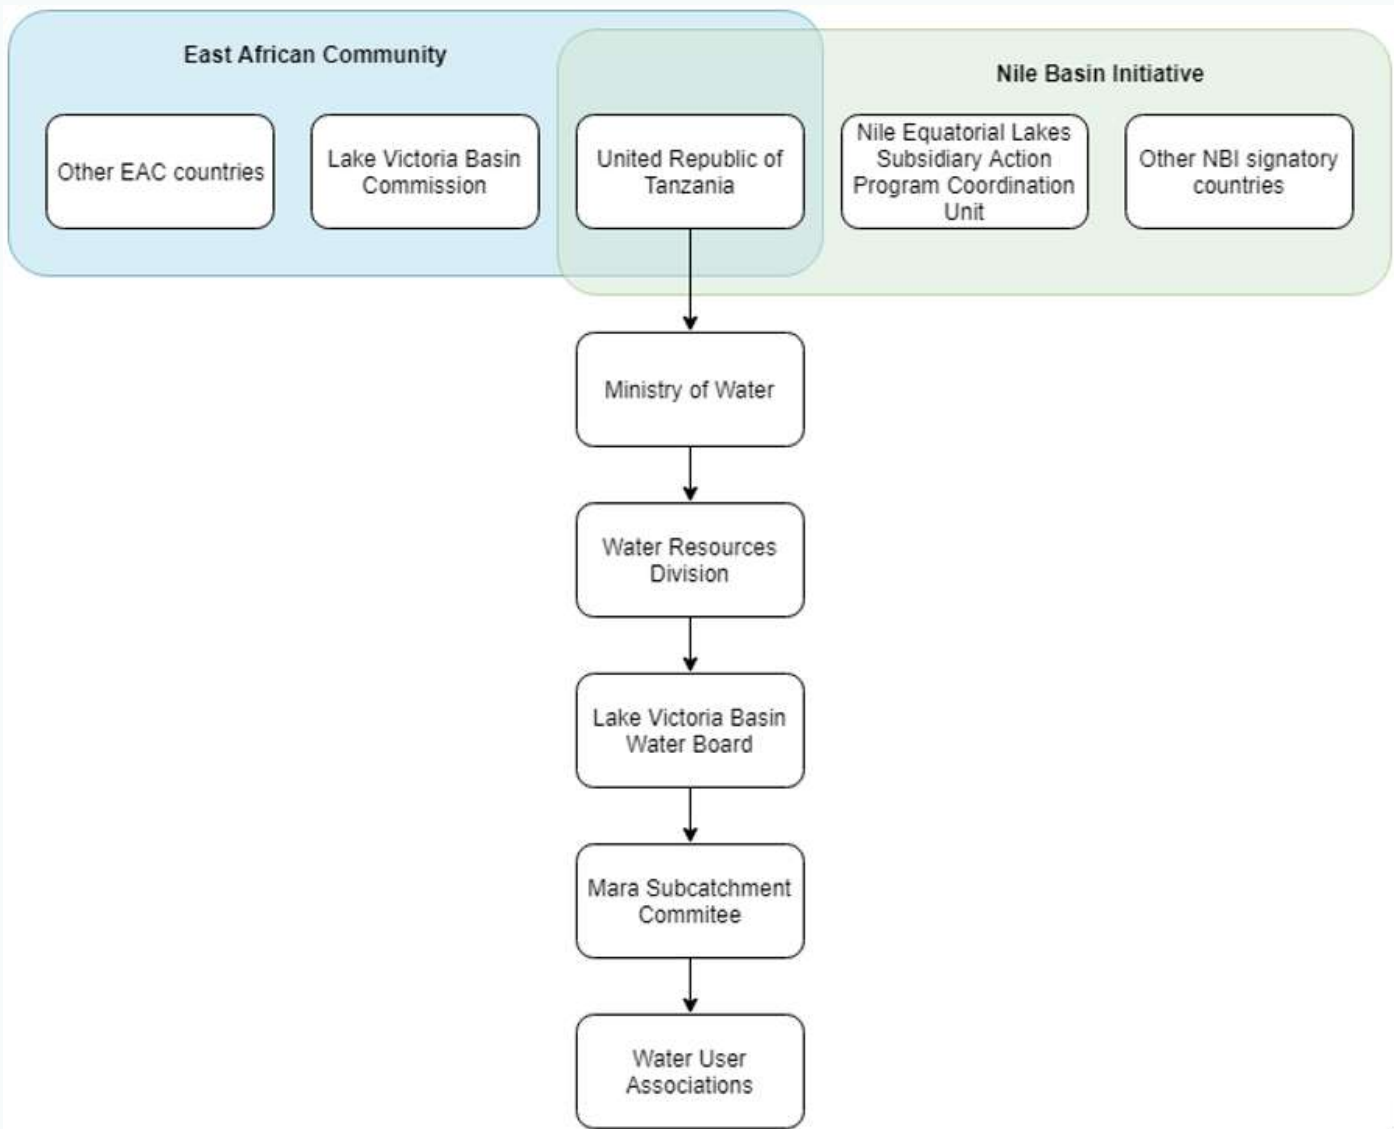 East African Community
Nile Basin Initiative
Other EAC countries
Lake Victoria Basin
Commission
United Republic of
Tanzania
Nile Equatorial Lakes
Subsidiary Action
Program Coordination
Unit
Other NBI signatory
countries
Ministry of Water
Water Resources
Division
Lake Victoria Basin
Water Board
Mara Subcatchment
Commitee
Water User
Associations